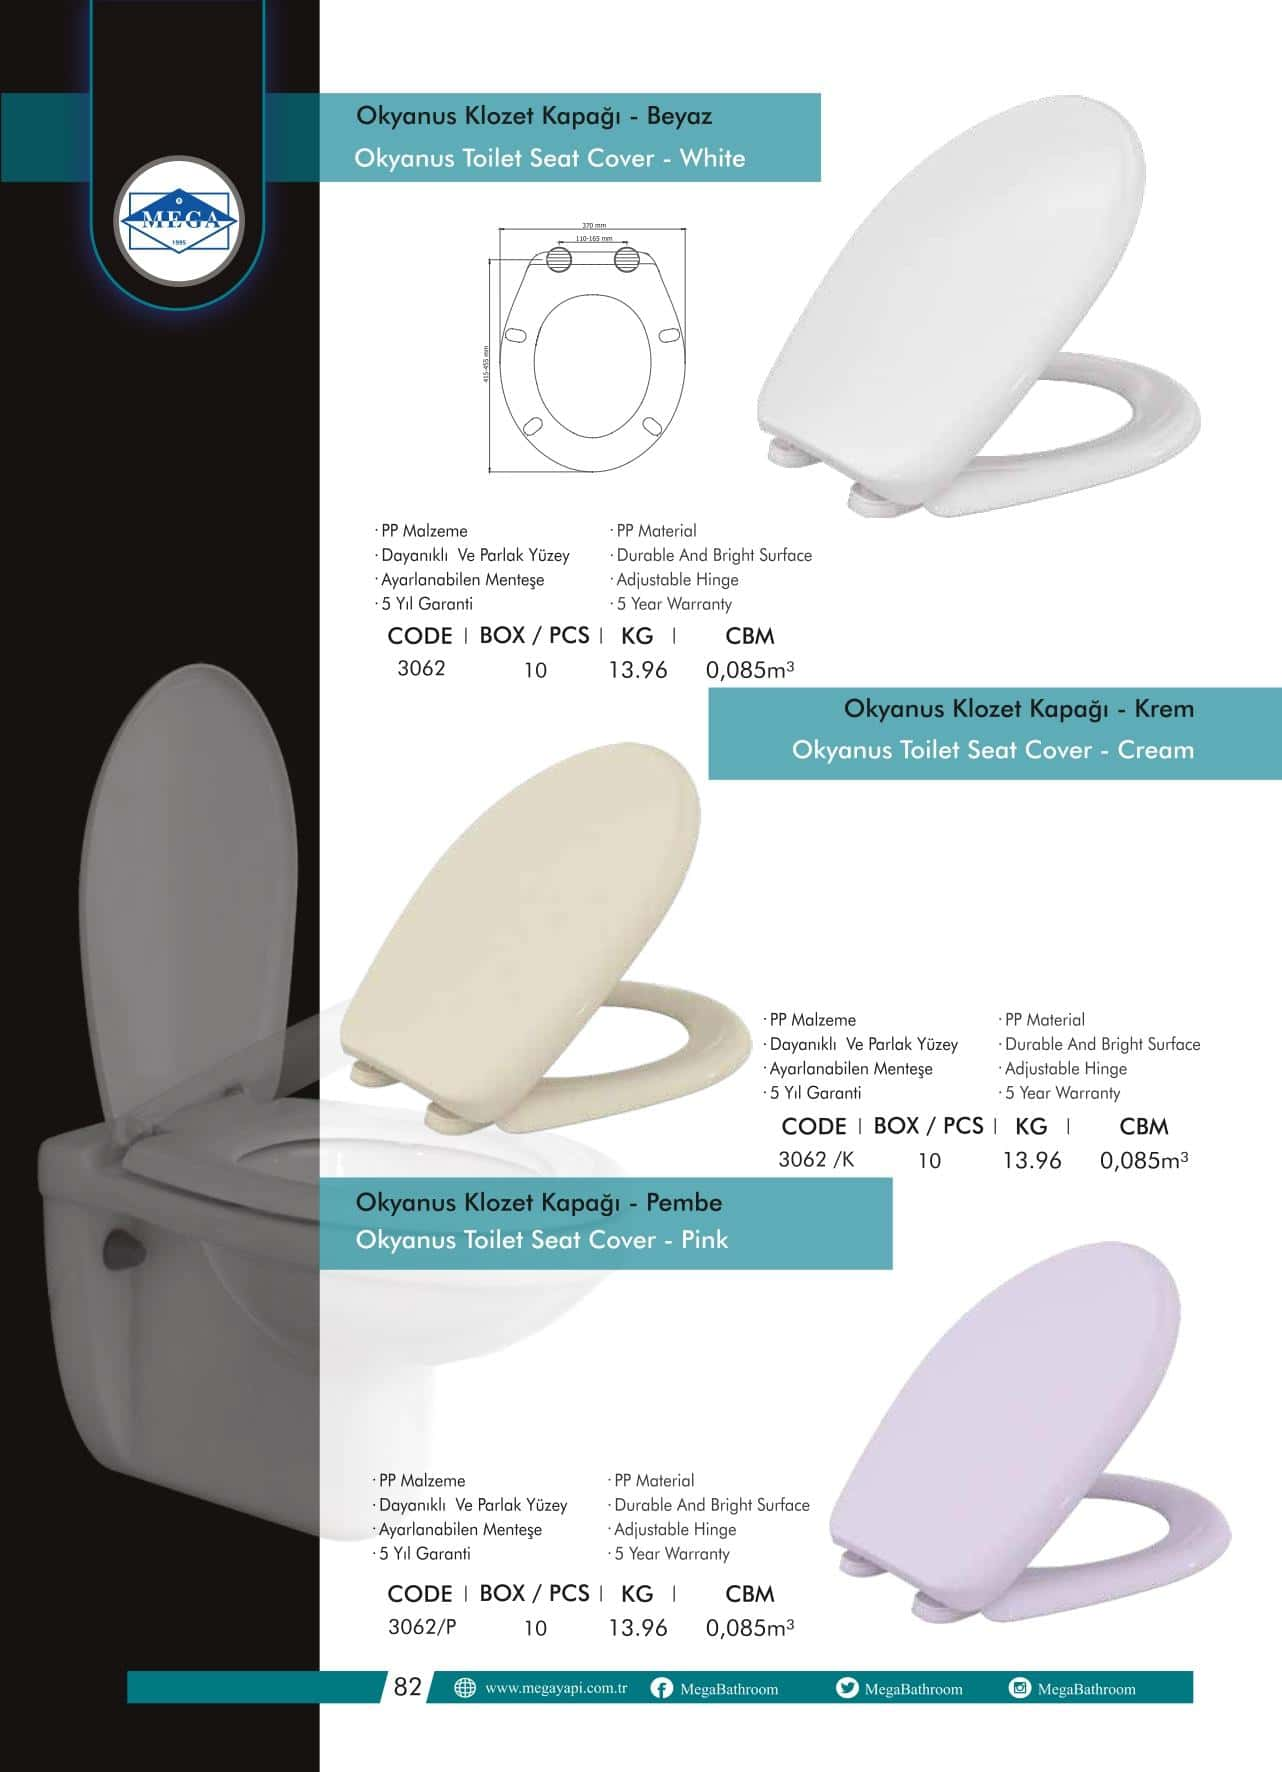 Okyanus Klozet Kapağı - Beyaz
Okyanus Toilet Seat Cover - White
MEGA
1995
370 mm
110-165 mm
415-455 mm
· PP Malzeme
· Dayanıklı Ve Parlak Yüzey
· Ayarlanabilen Menteşe
· 5 Yıl Garanti
· PP Material
· Durable And Bright Surface
· Adjustable Hinge
· 5 Year Warranty
CODE | BOX / PCS | KG | CBM
3062 10 13.96 0,085m³
Okyanus Klozet Kapağı - Krem
Okyanus Toilet Seat Cover - Cream
· PP Malzeme
· Dayanıklı Ve Parlak Yüzey
· Ayarlanabilen Menteşe
· 5 Yıl Garanti
· PP Material
· Durable And Bright Surface
· Adjustable Hinge
· 5 Year Warranty
CODE | BOX / PCS | KG | CBM
3062 /K 10 13.96 0,085m³
Okyanus Klozet Kapağı - Pembe
Okyanus Toilet Seat Cover - Pink
· PP Malzeme
· Dayanıklı Ve Parlak Yüzey
· Ayarlanabilen Menteşe
· 5 Yıl Garanti
· PP Material
· Durable And Bright Surface
· Adjustable Hinge
· 5 Year Warranty
CODE | BOX / PCS | KG | CBM
3062/P 10 13.96 0,085m³
82 www.megayapi.com.tr MegaBathroom MegaBathroom MegaBathroom